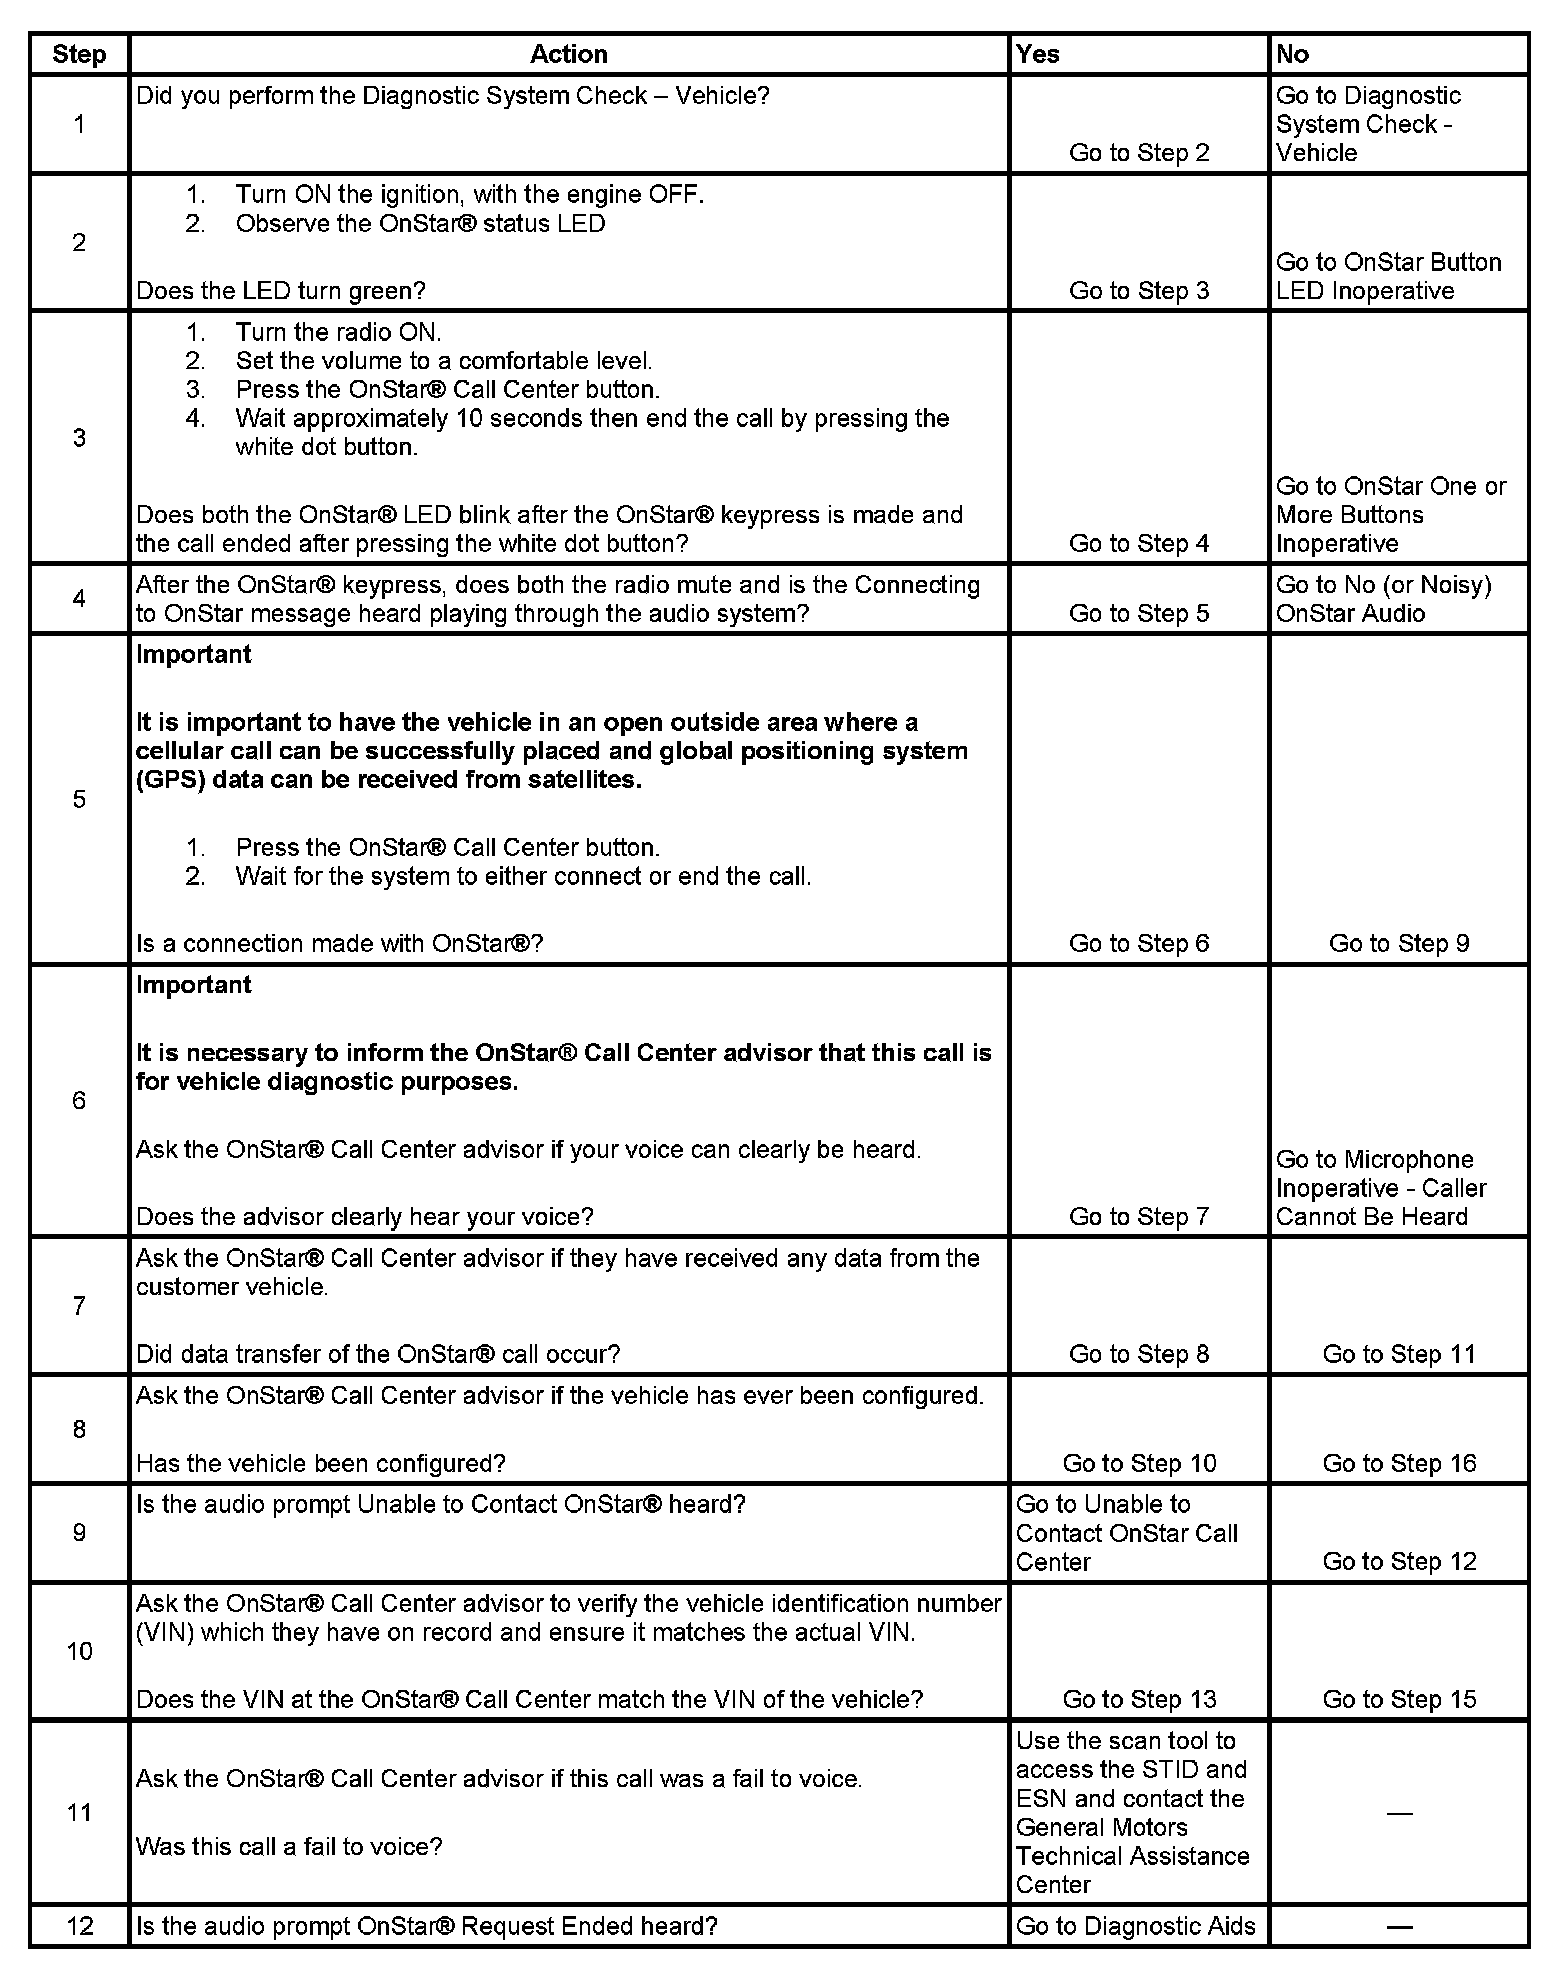 Step Action Yes No
1
Did you perform the Diagnostic System Check – Vehicle?
Go to Step 2
Go to Diagnostic
System Check -
Vehicle
2
1. Turn ON the ignition, with the engine OFF.
2. Observe the OnStar® status LED
Does the LED turn green?
Go to Step 3
Go to OnStar Button
LED Inoperative
3
1. Turn the radio ON.
2. Set the volume to a comfortable level.
3. Press the OnStar® Call Center button.
4. Wait approximately 10 seconds then end the call by pressing the
white dot button.
Does both the OnStar® LED blink after the OnStar® keypress is made and
the call ended after pressing the white dot button?
Go to Step 4
Go to OnStar One or
More Buttons
Inoperative
4
After the OnStar® keypress, does both the radio mute and is the Connecting
to OnStar message heard playing through the audio system?
Go to Step 5
Go to No (or Noisy)
OnStar Audio
5
Important
It is important to have the vehicle in an open outside area where a
cellular call can be successfully placed and global positioning system
(GPS) data can be received from satellites.
1. Press the OnStar® Call Center button.
2. Wait for the system to either connect or end the call.
Is a connection made with OnStar®?
Go to Step 6
Go to Step 9
6
Important
It is necessary to inform the OnStar® Call Center advisor that this call is
for vehicle diagnostic purposes.
Ask the OnStar® Call Center advisor if your voice can clearly be heard.
Does the advisor clearly hear your voice?
Go to Step 7
Go to Microphone
Inoperative - Caller
Cannot Be Heard
7
Ask the OnStar® Call Center advisor if they have received any data from the
customer vehicle.
Did data transfer of the OnStar® call occur?
Go to Step 8
Go to Step 11
8
Ask the OnStar® Call Center advisor if the vehicle has ever been configured.
Has the vehicle been configured?
Go to Step 10
Go to Step 16
9
Is the audio prompt Unable to Contact OnStar® heard?
Go to Unable to
Contact OnStar Call
Center
Go to Step 12
10
Ask the OnStar® Call Center advisor to verify the vehicle identification number
(VIN) which they have on record and ensure it matches the actual VIN.
Does the VIN at the OnStar® Call Center match the VIN of the vehicle?
Go to Step 13
Go to Step 15
11
Ask the OnStar® Call Center advisor if this call was a fail to voice.
Was this call a fail to voice?
Use the scan tool to
access the STID and
ESN and contact the
General Motors
Technical Assistance
Center
—
12
Is the audio prompt OnStar® Request Ended heard?
Go to Diagnostic Aids
—